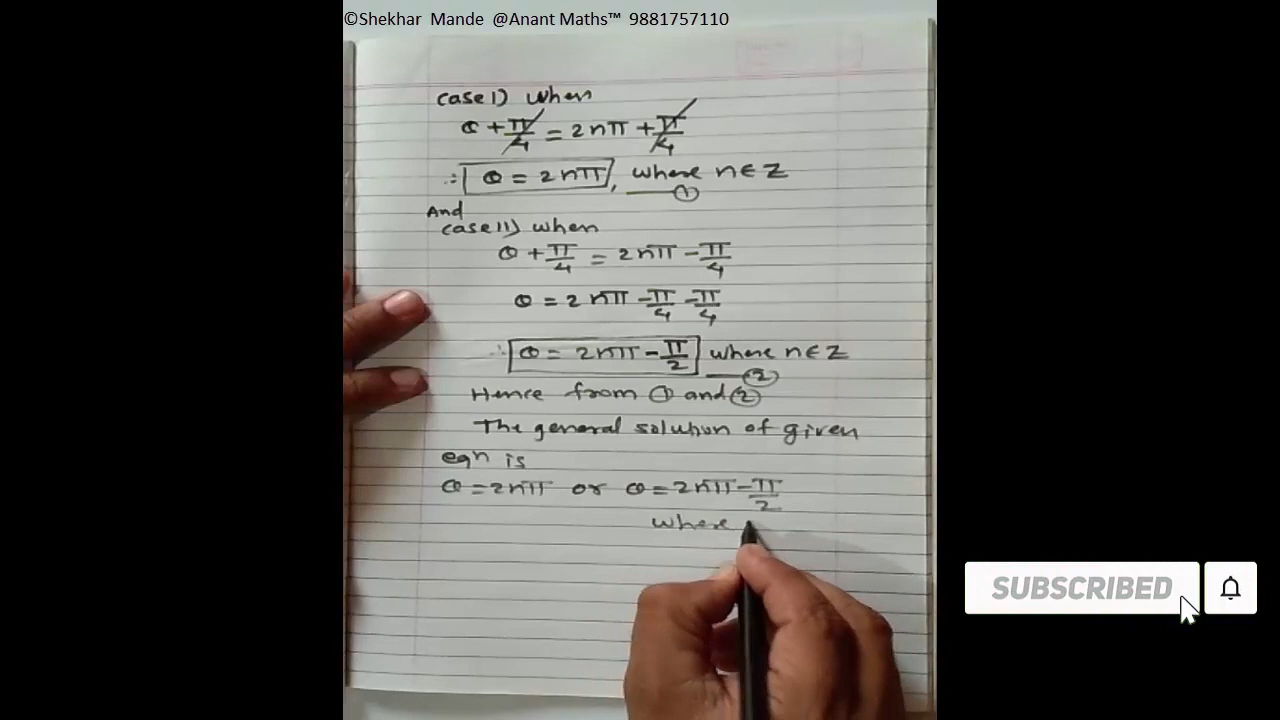 ©Shekhar Mande @Anant Maths™ 9881757110
case I) when
θ + π/4 = 2nπ + π/4
∴ θ = 2nπ, where n∈Z
①
And
case II) when
θ + π/4 = 2nπ - π/4
θ = 2nπ - π/4 - π/4
∴ θ = 2nπ - π/2 where n∈Z
②
Hence from ① and ②
The general solution of given
eqn is
θ = 2nπ or θ = 2nπ - π/2
where
SUBSCRIBED